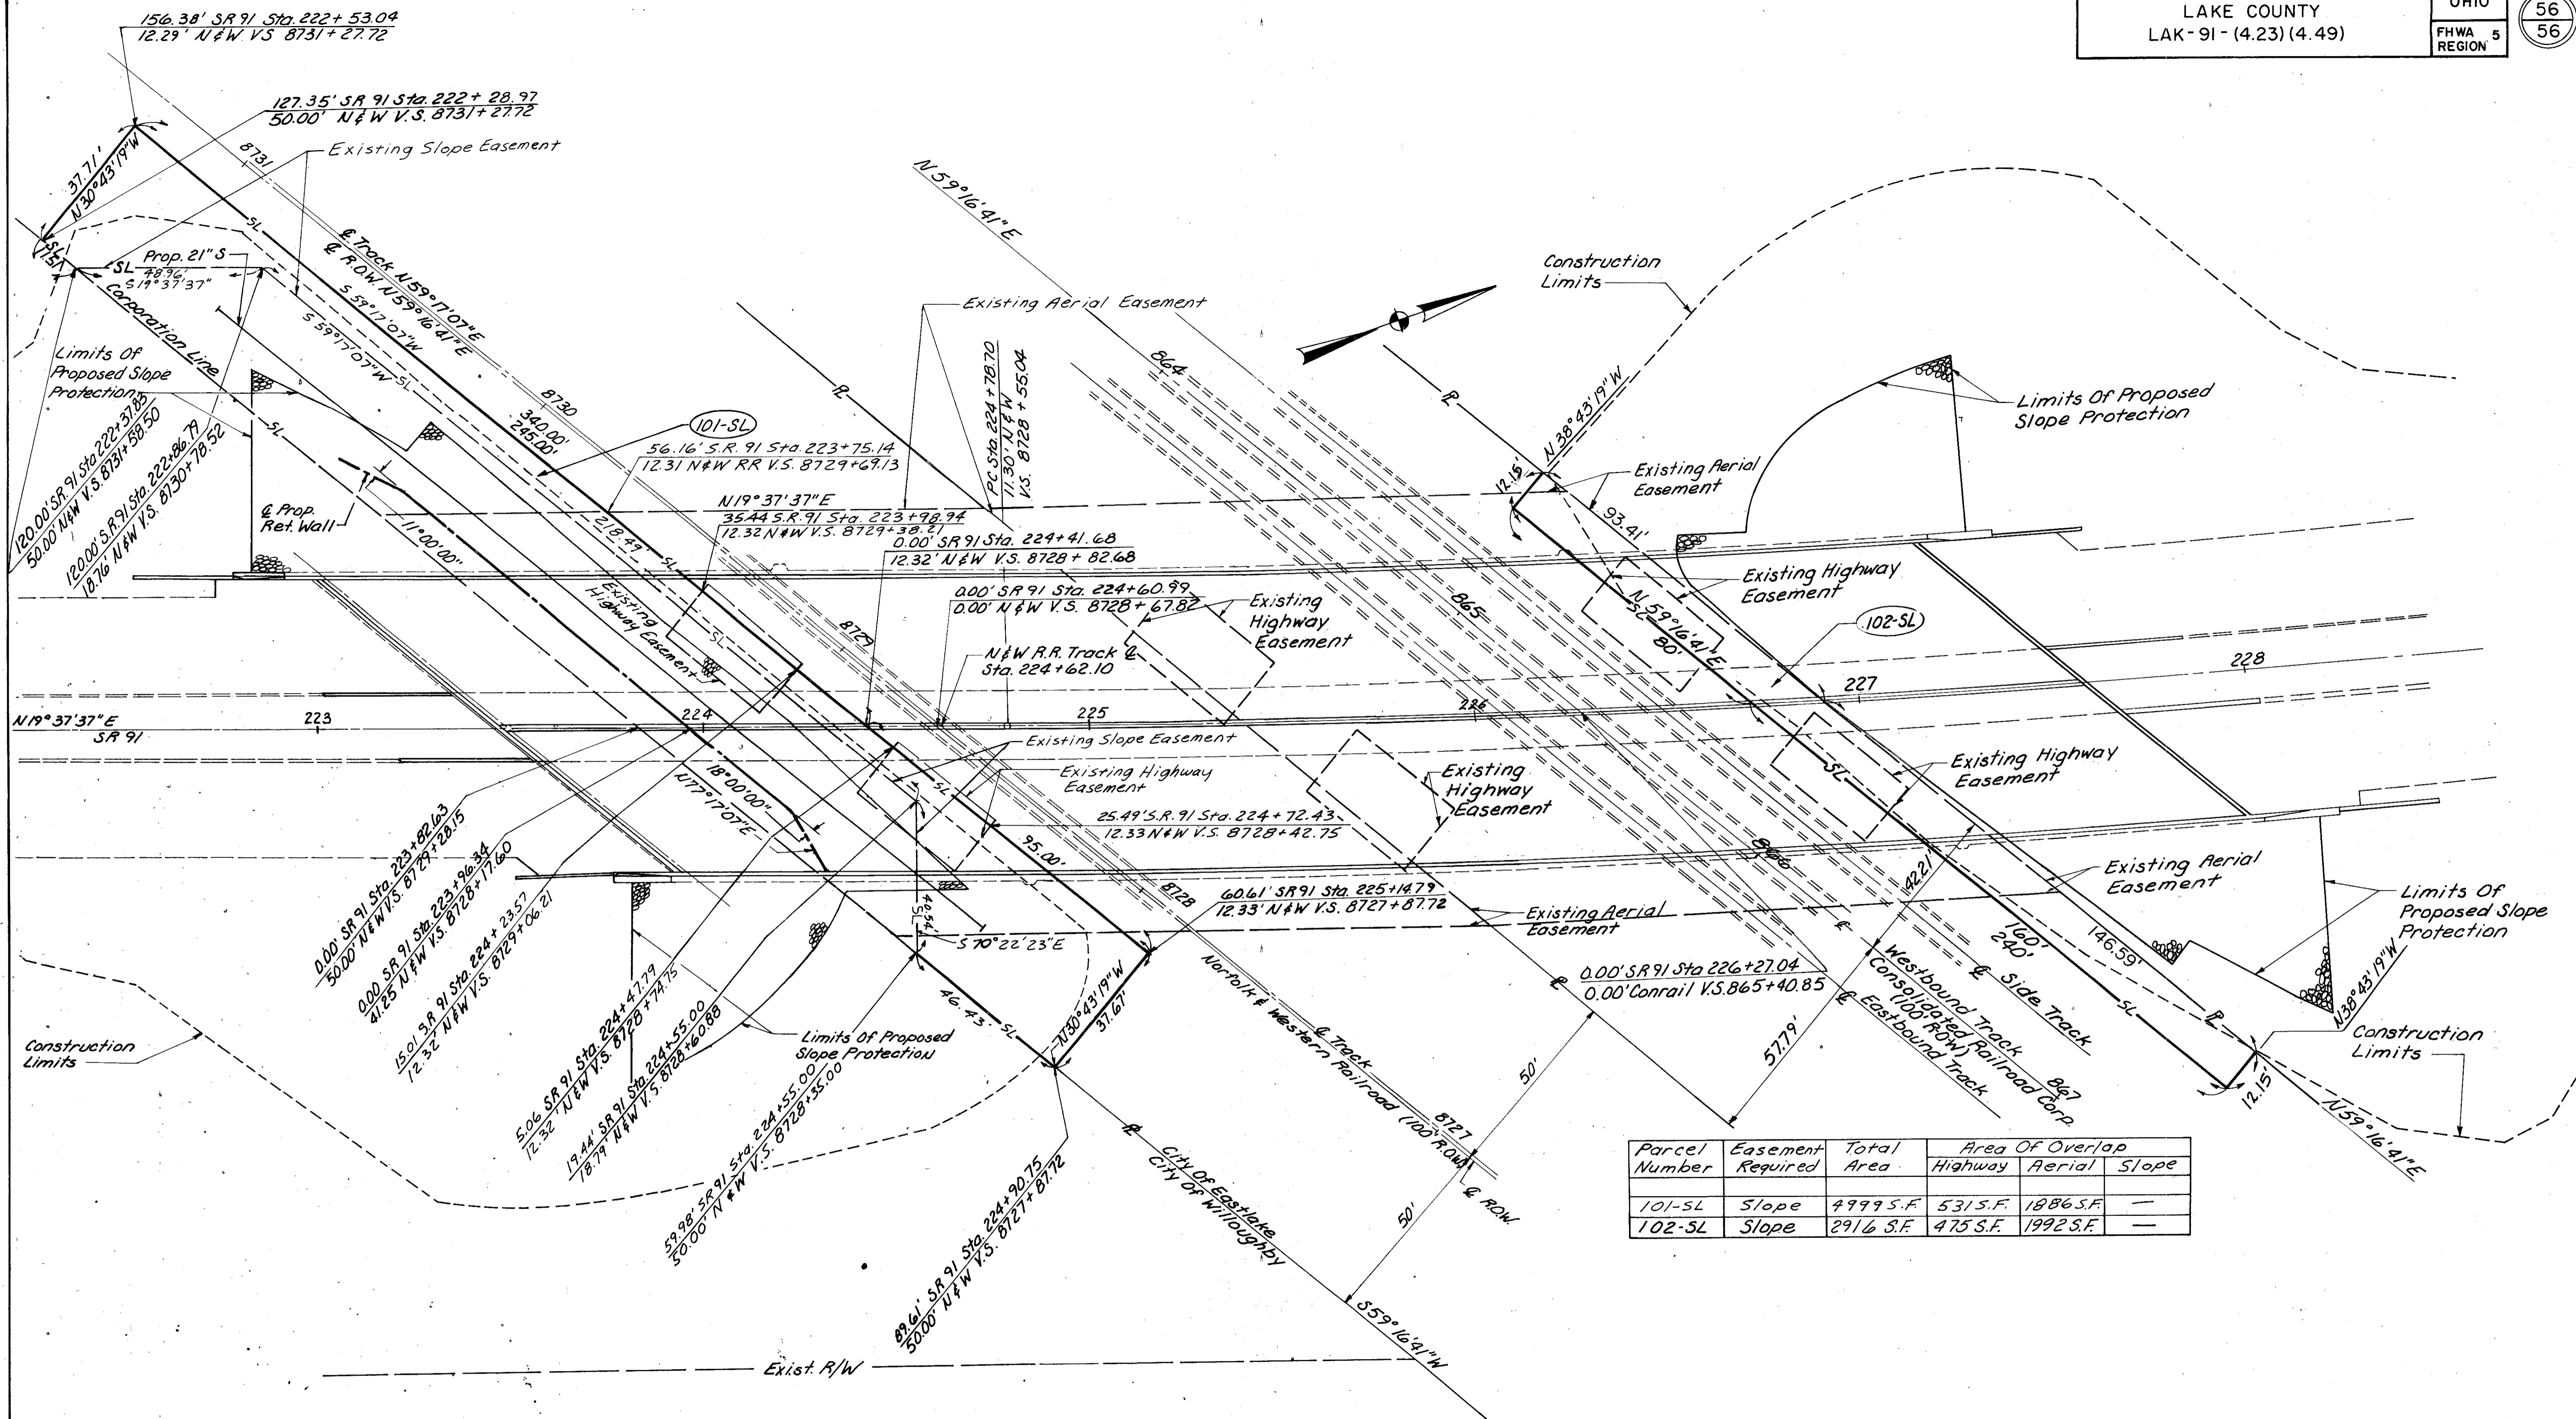 LAKE COUNTY
LAK-91-(4.23)(4.49)
OHIO
FHWA REGION 5
56
56
156.38' SR 91 Sta. 222+53.04
12.29' N&W VS 8731+27.72
127.35' SR 91 Sta. 222+28.97
50.00' N&W V.S. 8731+27.72
Existing Slope Easement
37.71'
N30°43'19"W
8731
SL
SL
Prop. 21" S
SL
48.96'
S19°37'37"
Corporation Line
℄ Track N59°17'07"E
℄ R.O.W. N59°16'41"E
S 59°17'07"W
S 59°17'07"W
SL
Limits Of
Proposed Slope
Protection
120.00' SR. 91 Sta 222+37.83
50.00' N&W V.S. 8731+58.50
120.00' S.R. 91 Sta. 222+86.79
18.76' N&W V.S. 8730+78.52
SL
8730
340.00'
245.00'
101-SL
56.16' S.R. 91 Sta. 223+75.14
12.31 N&W RR V.S. 8729+69.13
℄ Prop.
Ret. Wall
11°00'00"
218.49'
SL
N19°37'37"E
35.44 S.R. 91 Sta. 223+98.94
12.32 N&W V.S. 8729+38.21
0.00' SR 91 Sta. 224+41.68
12.32' N&W V.S. 8728+82.68
0.00' SR 91 Sta. 224+60.99
0.00' N&W V.S. 8728+67.82
N&W R.R. Track ℄
Sta. 224+62.10
Existing
Highway Easement
SL
8729
Existing Aerial Easement
PC Sta. 224+78.70
11.30' N&W
V.S. 8728+55.04
Existing
Highway
Easement
N 59°16'41"E
Construction
Limits
864
N 38°43'19"W
12.15'
Existing Aerial
Easement
93.41'
Limits Of Proposed
Slope Protection
Existing Highway
Easement
N 59°16'41"E
SL
80'
865
102-SL
N19°37'37"E
SR 91
223
224
225
226
227
228
Existing Slope Easement
SL
Existing Highway
Easement
25.49' S.R. 91 Sta. 224+72.43
12.33 N&W V.S. 8728+42.75
18°00'00"
N77°17'07"E
95.00'
Existing
Highway
Easement
SL
Existing Highway
Easement
866
8728
60.61' SR91 Sta. 225+14.79
12.33' N&W V.S. 8727+87.72
Existing Aerial
Easement
Existing Aerial
Easement
42.21'
Limits Of
Proposed Slope
Protection
0.00' SR 91 Sta. 223+82.63
50.00' N&W V.S. 8729+28.15
0.00 SR 91 Sta. 223+96.34
41.25 N&W V.S. 8728+17.60
15.01 S.R 91 Sta. 224+23.57
12.32' N&W V.S. 8729+06.21
5.06 SR 91 Sta. 224+47.79
12.32' N&W V.S. 8728+74.75
19.44' SR 91 Sta. 224+55.00
18.79' N&W V.S. 8728+60.88
59.98' SR91 Sta. 224+55.00
50.00' N&W V.S. 8728+35.00
89.61' SR 91 Sta. 224+90.75
50.00' N&W V.S. 8727+87.72
SL
40.54'
S 70°22'23"E
46.43'
SL
N30°43'19"W
37.67'
Limits Of Proposed
Slope Protection
0.00' SR91 Sta 226+27.04
0.00' Conrail V.S. 865+40.85
160'
240'
146.59'
SL
℄ Side Track
℄
Westbound Track
Consolidated Railroad Corp.
(100' ROW)
℄ Eastbound Track
867
N38°43'19"W
Construction
Limits
12.15'
N59°16'41"E
Construction
Limits
℄ Track
Norfolk & Western Railroad (100' R.O.W.)
8727
℄ R.O.W.
50'
57.79'
50'
City Of Eastlake
City Of Willoughby
S59°16'41"W
Exist. R/W
Parcel Number Easement Required Total Area Area Of Overlap
Highway Aerial Slope
101-SL Slope 4999 S.F. 531 S.F. 1886 S.F. —
102-SL Slope 2916 S.F. 475 S.F. 1992 S.F. —